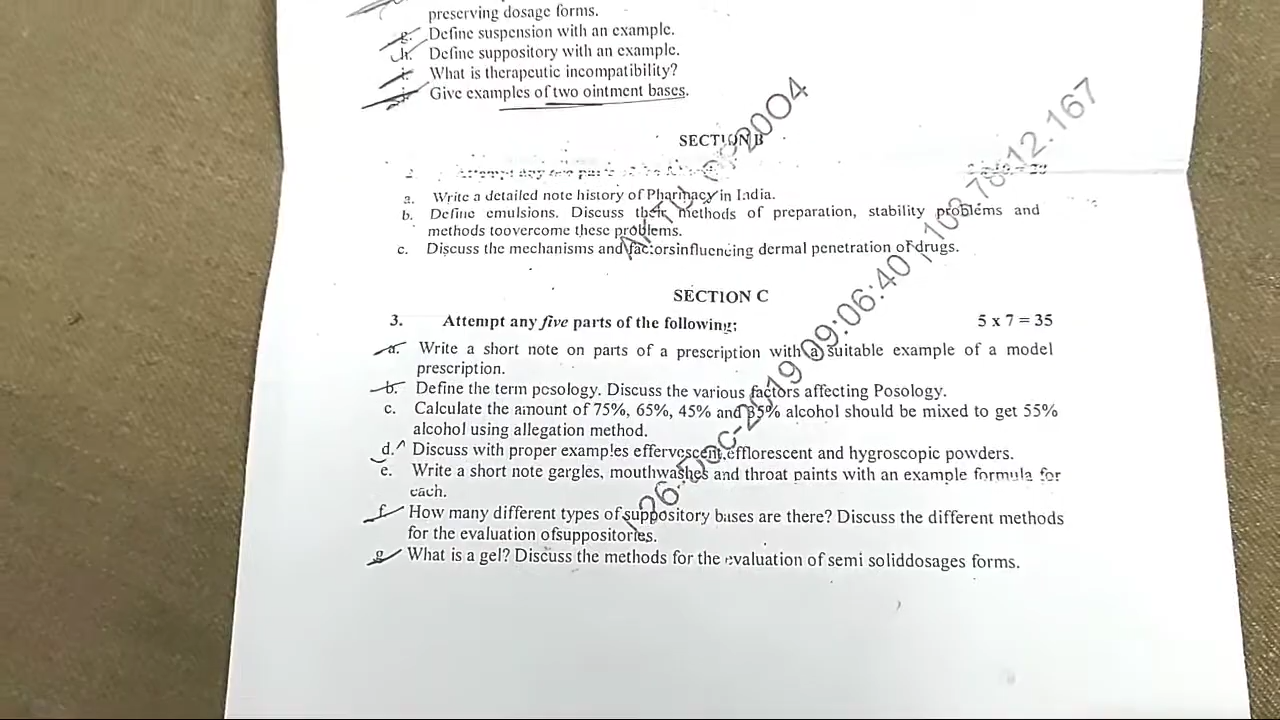 preserving dosage forms.
g. Define suspension with an example.
h. Define suppository with an example.
i. What is therapeutic incompatibility?
j. Give examples of two ointment bases.
SECTION B
2. Attempt any two parts of the
a. Write a detailed note history of Pharmacy in India.
b. Define emulsions. Discuss their methods of preparation, stability problems and
methods toovercome these problems.
c. Discuss the mechanisms and factorsinfluencing dermal penetration of drugs.
SECTION C
3. Attempt any five parts of the following; 5 x 7 = 35
a. Write a short note on parts of a prescription with a suitable example of a model
prescription.
b. Define the term posology. Discuss the various factors affecting Posology.
c. Calculate the amount of 75%, 65%, 45% and 35% alcohol should be mixed to get 55%
alcohol using allegation method.
d. Discuss with proper examples effervescent,efflorescent and hygroscopic powders.
e. Write a short note gargles, mouthwashes and throat paints with an example formula for
each.
f. How many different types of suppository bases are there? Discuss the different methods
for the evaluation ofsuppositories.
g. What is a gel? Discuss the methods for the evaluation of semi soliddosages forms.